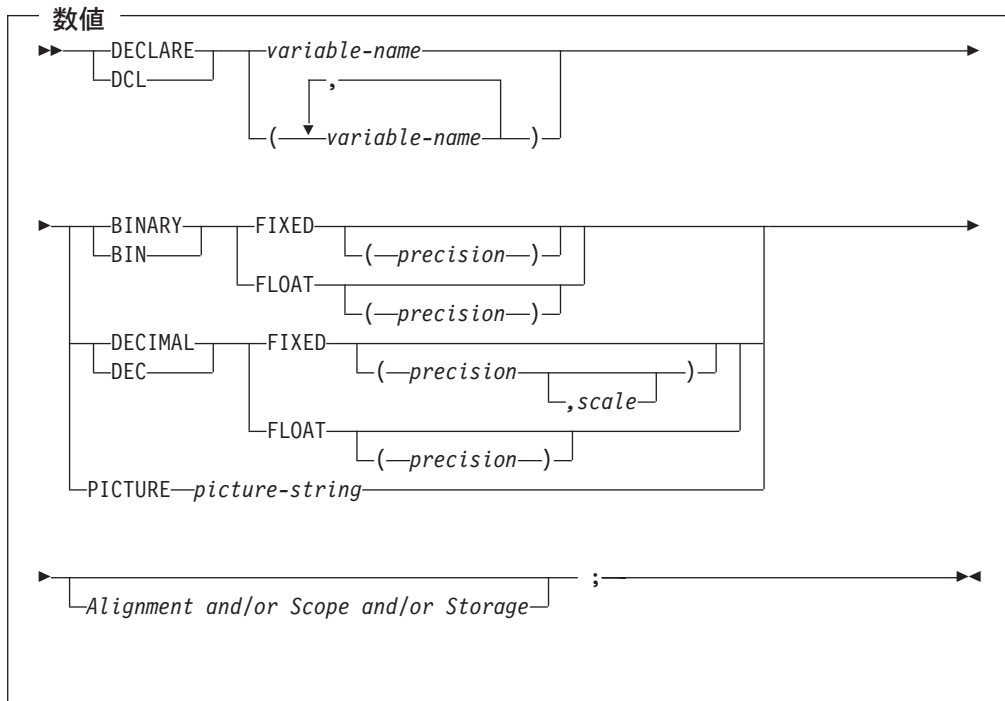 数値
DECLARE variable-name
DCL
,
( variable-name )
BINARY FIXED
BIN ( precision )
FLOAT
( precision )
DECIMAL FIXED
DEC ( precision )
,scale
FLOAT
( precision )
PICTURE picture-string
;
Alignment and/or Scope and/or Storage